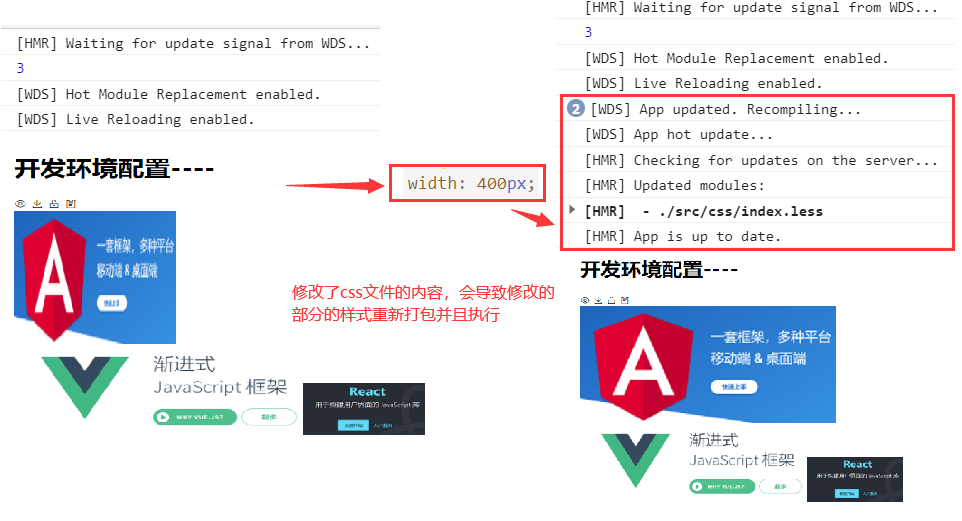 [HMR] Waiting for update signal from WDS...
3
[WDS] Hot Module Replacement enabled.
[WDS] Live Reloading enabled.
开发环境配置----
一套框架，多种平台
移动端 & 桌面端
快速上手
渐进式
JavaScript 框架
WHY VUE.JS?
起步
React
用于构建用户界面的 JavaScript 库
入门教程
width: 400px;
修改了css文件的内容，会导致修改的
部分的样式重新打包并且执行
[HMR] Waiting for update signal from WDS...
3
[WDS] Hot Module Replacement enabled.
[WDS] Live Reloading enabled.
2 [WDS] App updated. Recompiling...
[WDS] App hot update...
[HMR] Checking for updates on the server...
[HMR] Updated modules:
[HMR]  - ./src/css/index.less
[HMR] App is up to date.
开发环境配置----
一套框架，多种平台
移动端 & 桌面端
快速上手
渐进式
JavaScript 框架
WHY VUE.JS?
起步
React
用于构建用户界面的 JavaScript 库